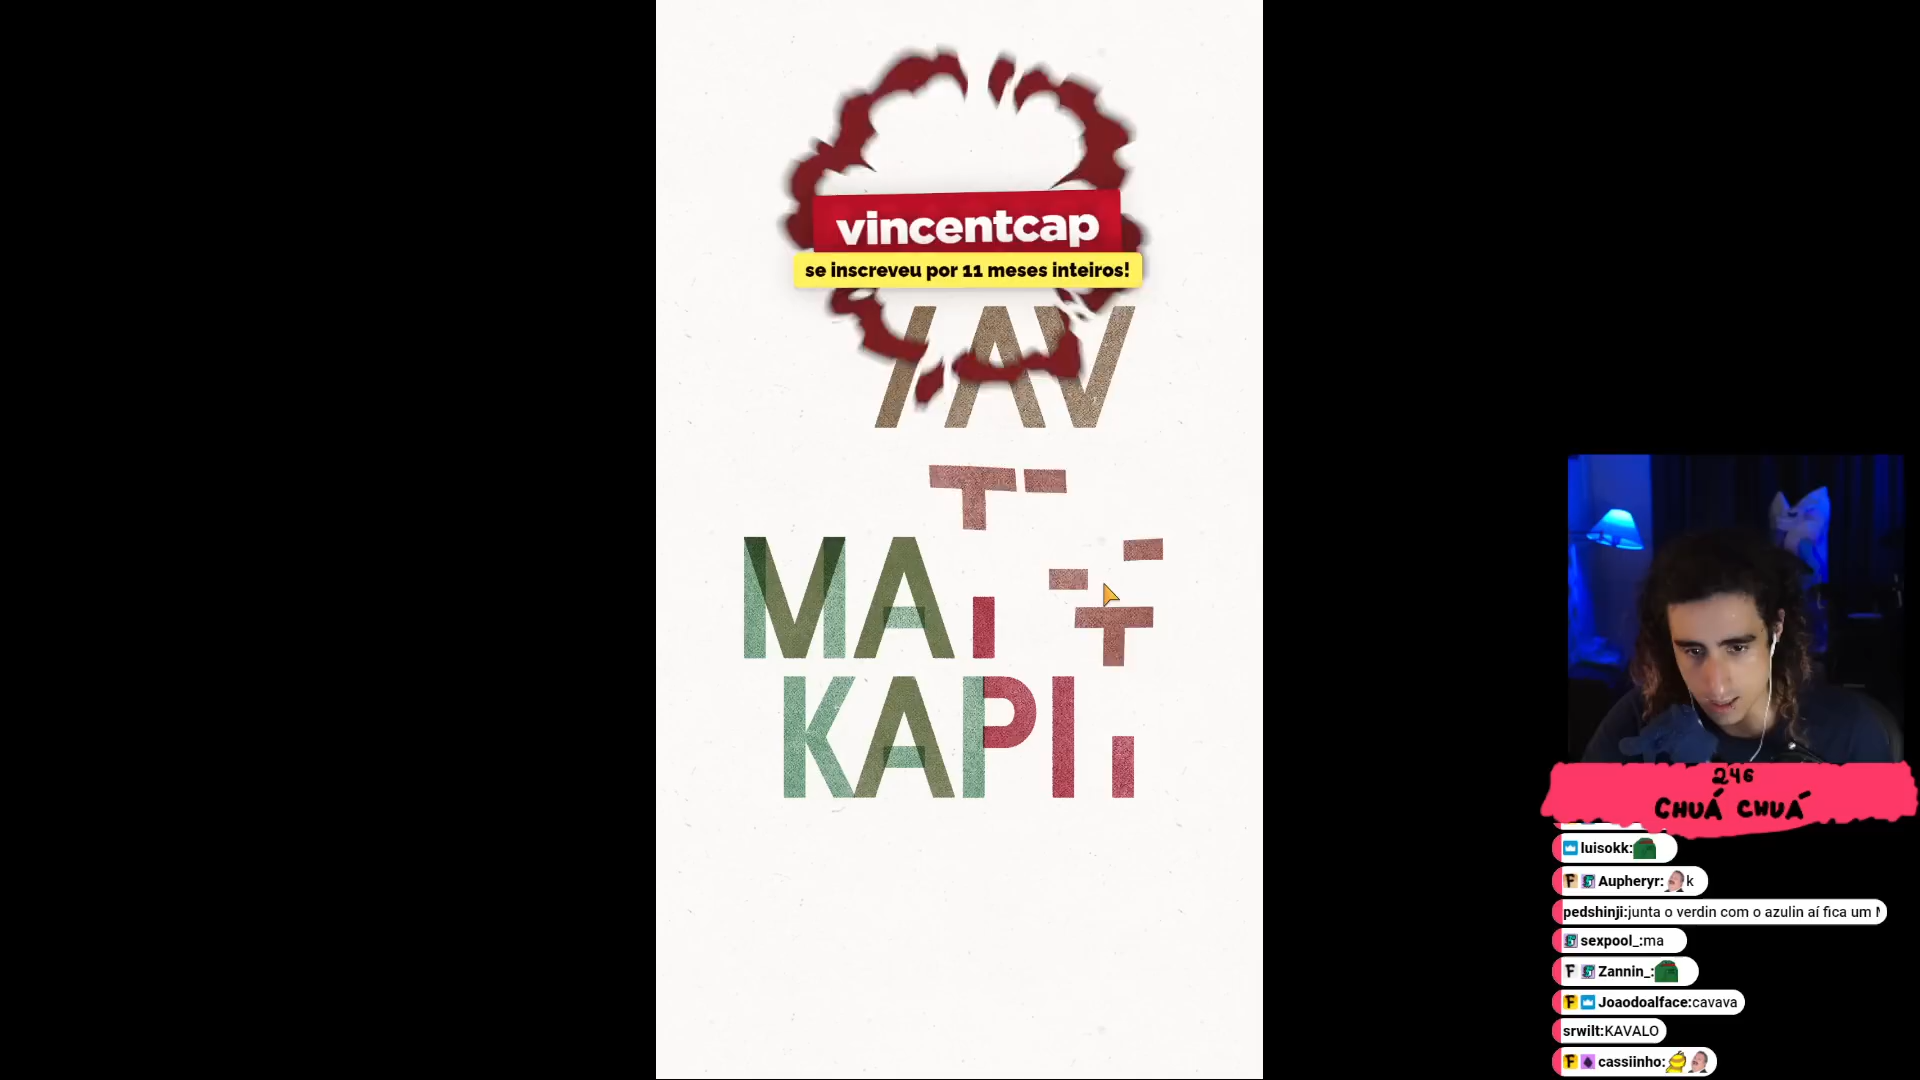 vincentcap
se inscreveu por 11 meses inteiros!
AV
T
MA
T
KAPI
246
CHUÁ CHUÁ
luisokk:
F Aupheryr: k
pedshinji:junta o verdin com o azulin aí fica um
sexpool_:ma
F Zannin_:
F Joaodoalface:cavava
srwilt:KAVALO
F cassiinho: